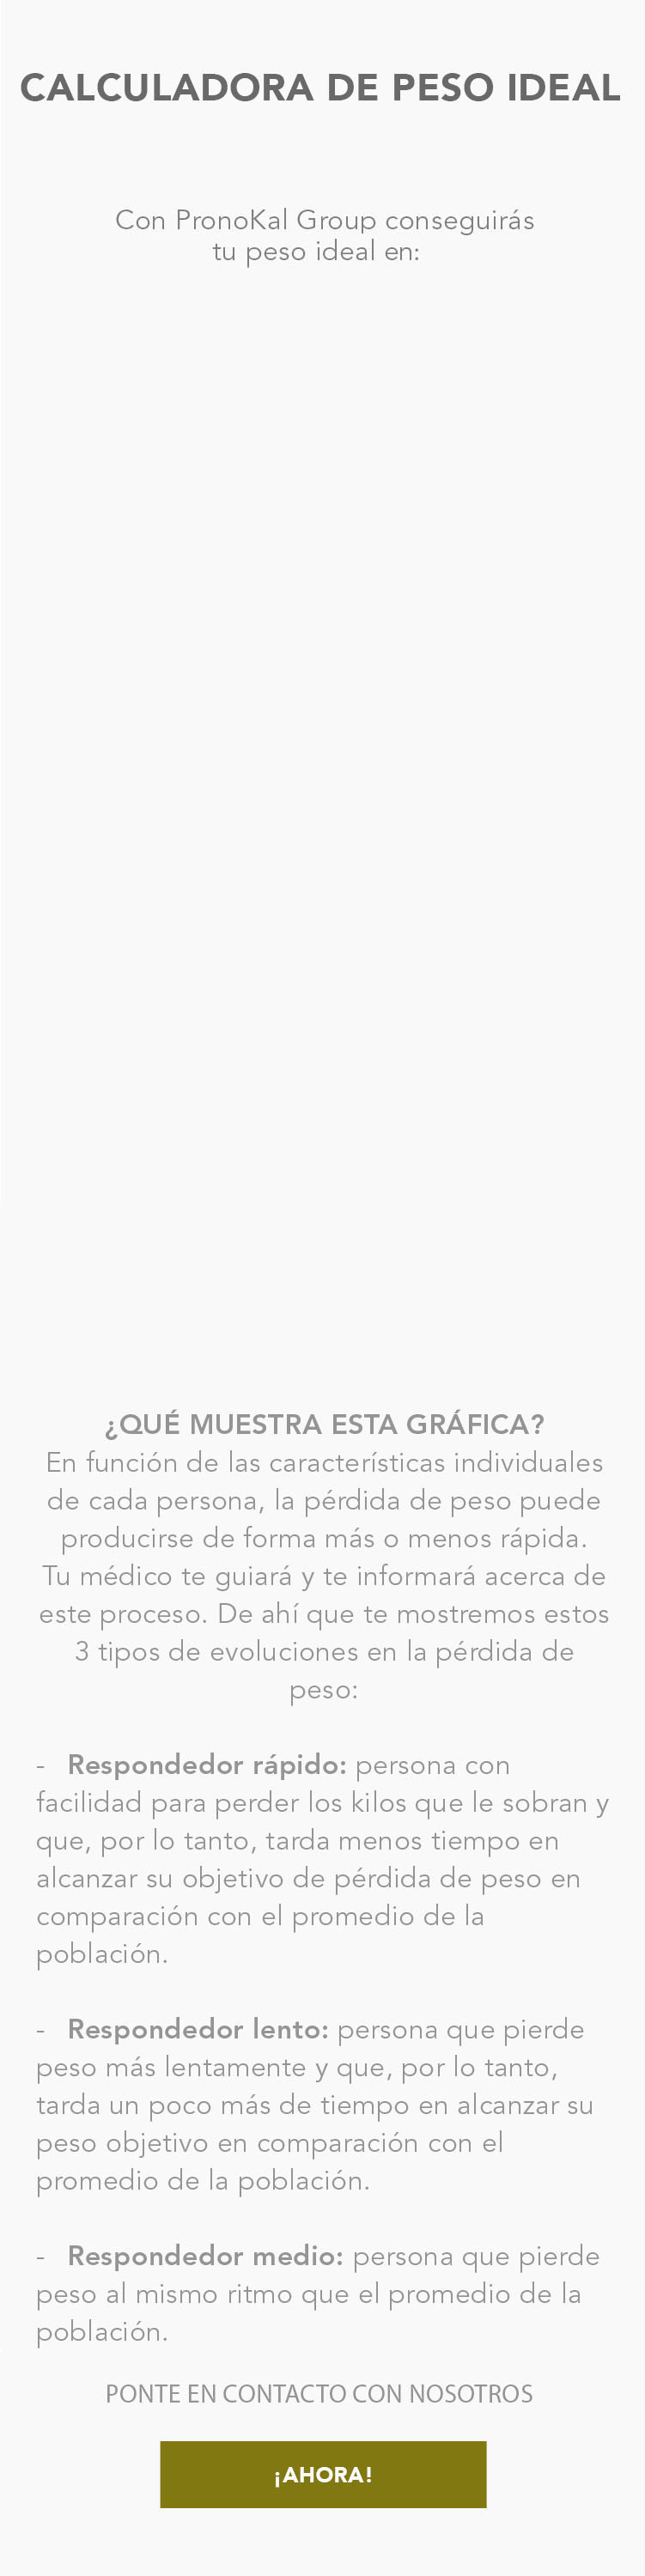 CALCULADORA DE PESO IDEAL
Con PronoKal Group conseguirás
tu peso ideal en:
¿QUÉ MUESTRA ESTA GRÁFICA?
En función de las características individuales
de cada persona, la pérdida de peso puede
producirse de forma más o menos rápida.
Tu médico te guiará y te informará acerca de
este proceso. De ahí que te mostremos estos
3 tipos de evoluciones en la pérdida de
peso:
- Respondedor rápido: persona con
facilidad para perder los kilos que le sobran y
que, por lo tanto, tarda menos tiempo en
alcanzar su objetivo de pérdida de peso en
comparación con el promedio de la
población.
- Respondedor lento: persona que pierde
peso más lentamente y que, por lo tanto,
tarda un poco más de tiempo en alcanzar su
peso objetivo en comparación con el
promedio de la población.
- Respondedor medio: persona que pierde
peso al mismo ritmo que el promedio de la
población.
PONTE EN CONTACTO CON NOSOTROS
¡AHORA!